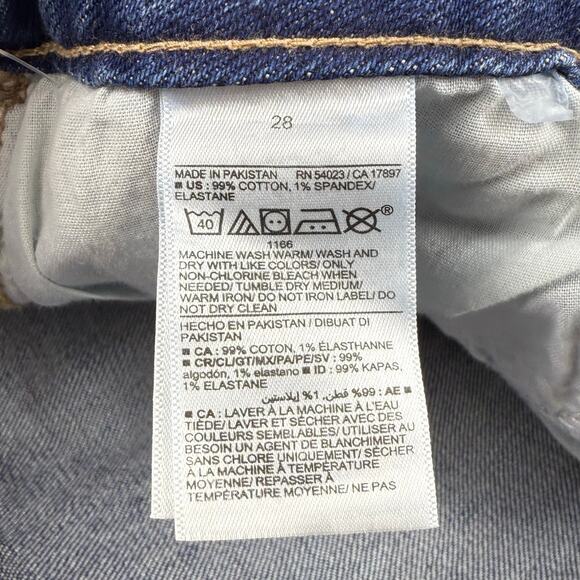 28
MADE IN PAKISTAN RN 54023 / CA 17897
■ US : 99% COTTON, 1% SPANDEX/
ELASTANE
40 ®
1166
MACHINE WASH WARM/ WASH AND
DRY WITH LIKE COLORS/ ONLY
NON-CHLORINE BLEACH WHEN
NEEDED/ TUMBLE DRY MEDIUM/
WARM IRON/ DO NOT IRON LABEL/ DO
NOT DRY CLEAN
HECHO EN PAKISTAN / DIBUAT DI
PAKISTAN
■ CA : 99% COTON, 1% ÉLASTHANNE
■ CR/CL/GT/MX/PA/PE/SV : 99%
algodón, 1% elastano ■ ID : 99% KAPAS,
1% ELASTANE
■ AE : 99% قطن, 1% إيلاستين
■ CA : LAVER À LA MACHINE À L'EAU
TIÈDE/ LAVER ET SÉCHER AVEC DES
COULEURS SEMBLABLES/ UTILISER AU
BESOIN UN AGENT DE BLANCHIMENT
SANS CHLORE UNIQUEMENT/ SÉCHER
À LA MACHINE À TEMPÉRATURE
MOYENNE/ REPASSER À
TEMPÉRATURE MOYENNE/ NE PAS